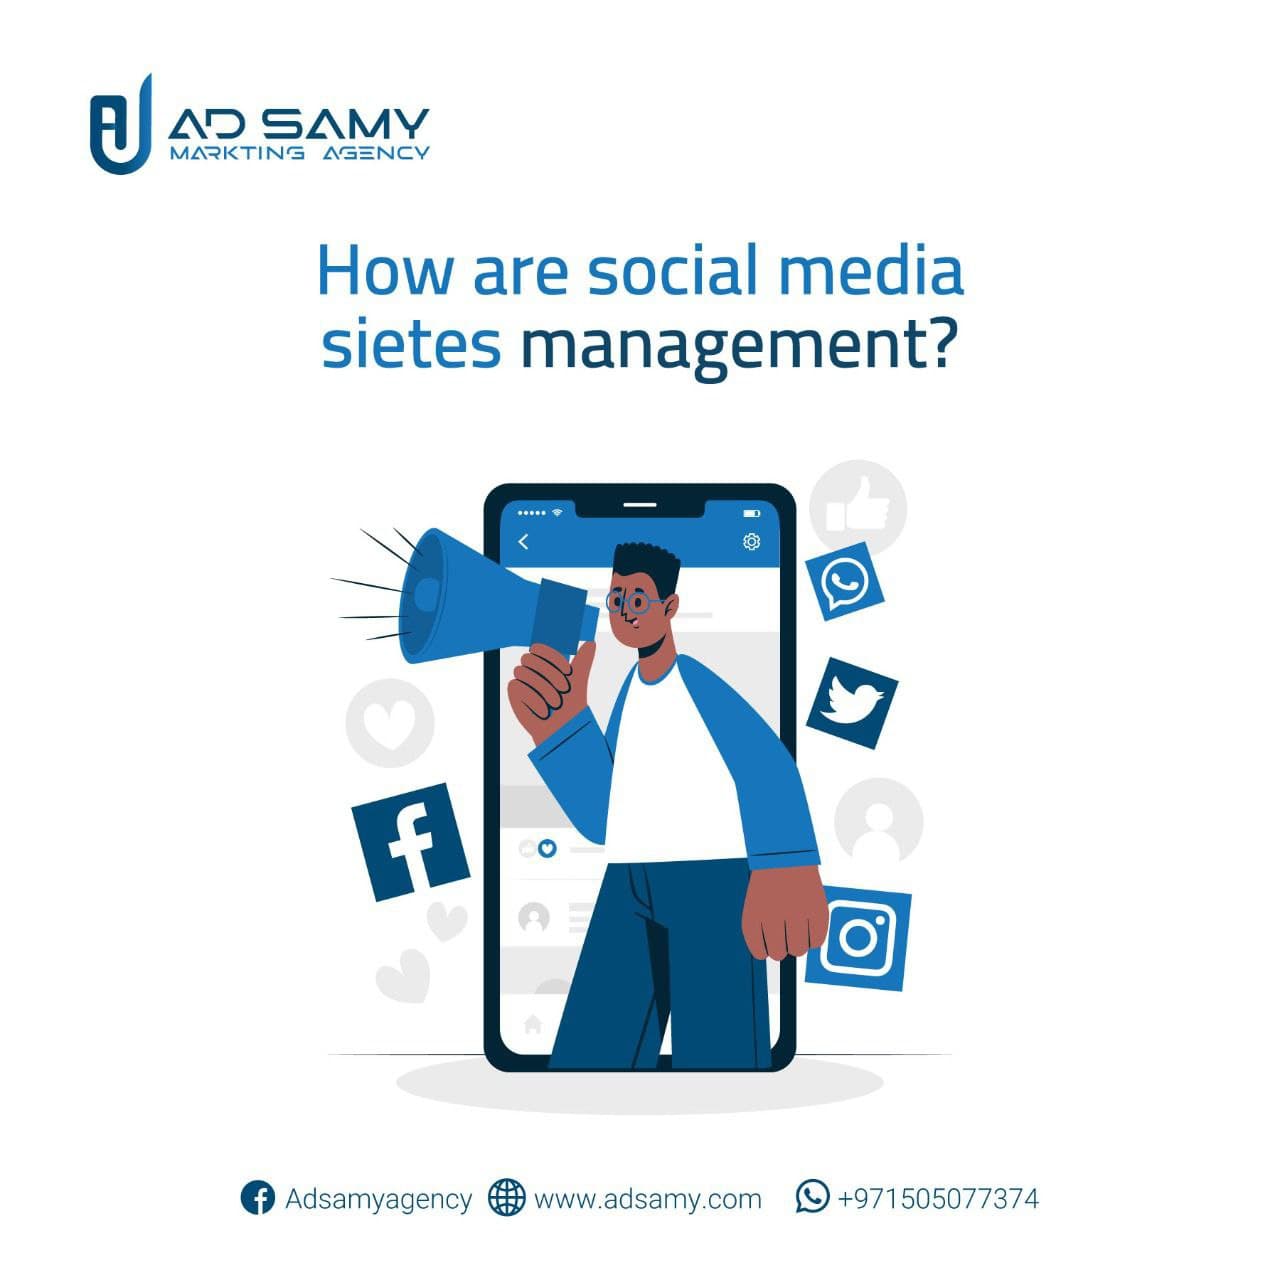 AD SAMY
MARKTING AGENCY
How are social media
sietes management?
Adsamyagency www.adsamy.com +971505077374